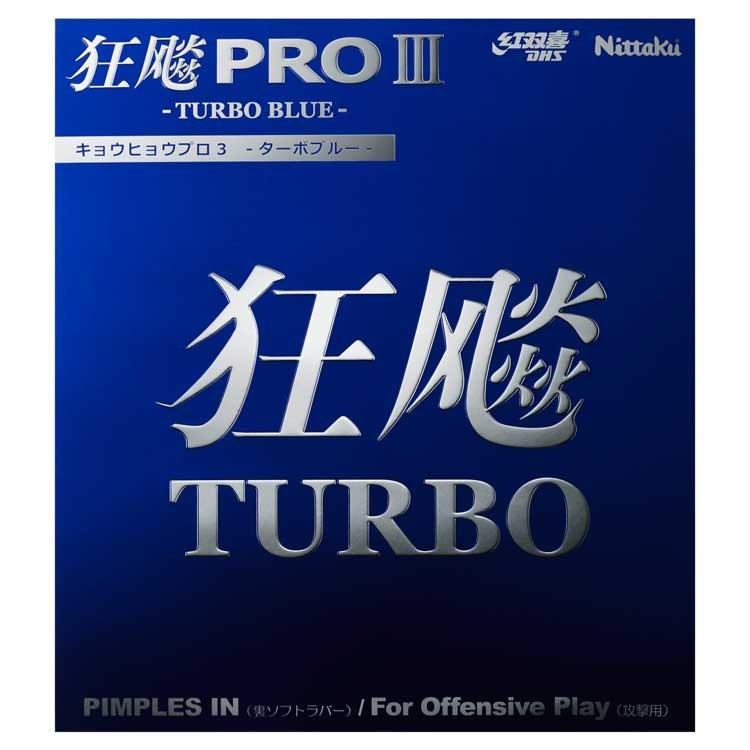 狂飚 PRO III
红双喜® DHS Nittaku
- TURBO BLUE -
キョウヒョウプロ3 -ターボブルー-
狂飚
TURBO
PIMPLES IN (裏ソフトラバー) / For Offensive Play (攻撃用)